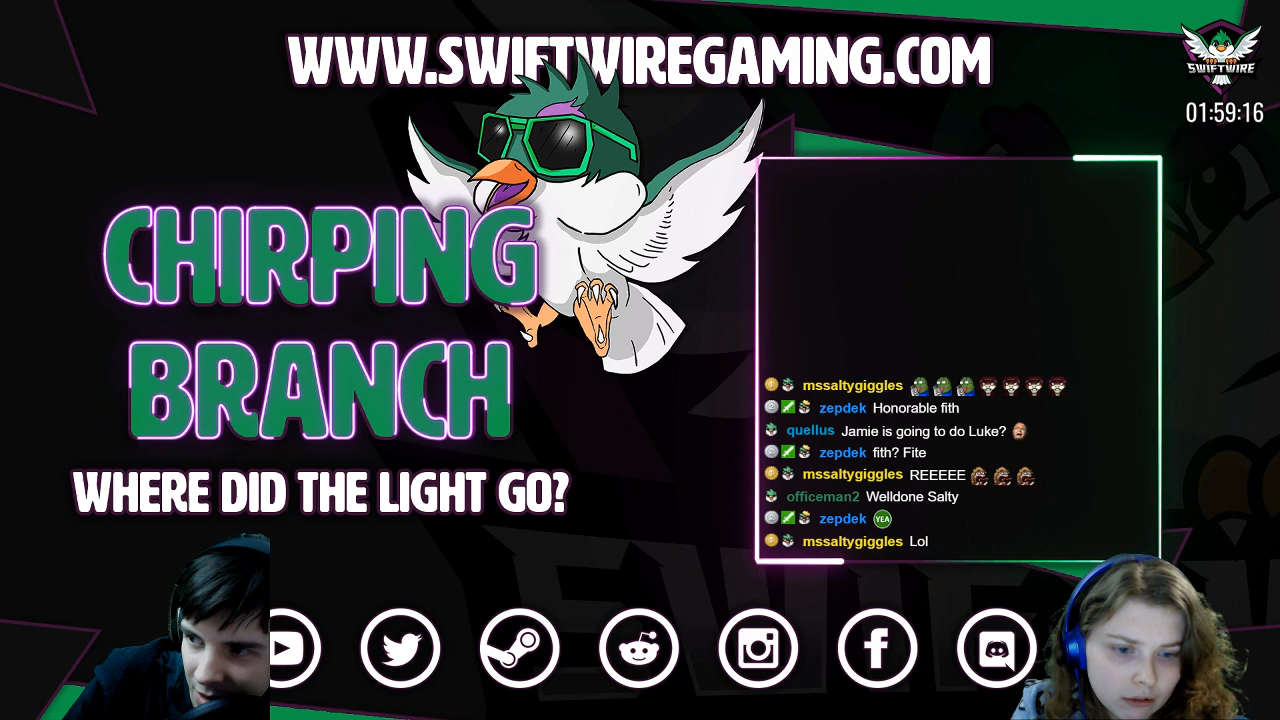 WWW.SWIFTWIREGAMING.COM
SWIFTWIRE
01:59:16
CHIRPING
BRANCH
WHERE DID THE LIGHT GO?
mssaltygiggles
zepdek Honorable fith
quellus Jamie is going to do Luke?
zepdek fith? Fite
mssaltygiggles REEEEE
officeman2 Welldone Salty
zepdek YEA
mssaltygiggles Lol